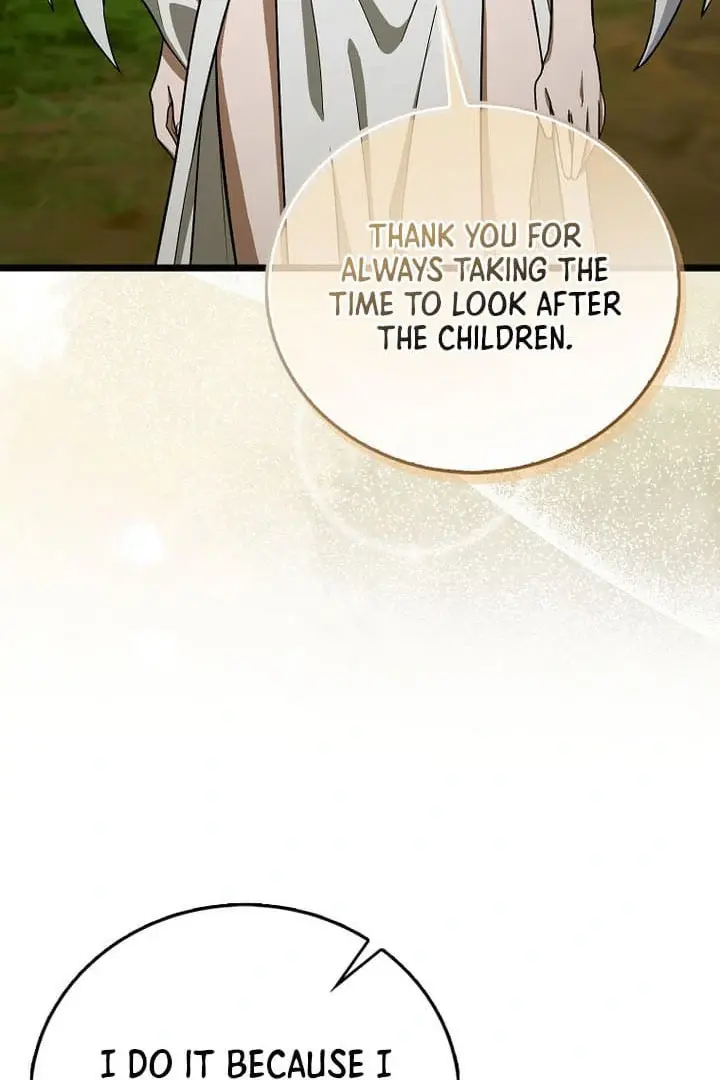 THANK YOU FOR
ALWAYS TAKING THE
TIME TO LOOK AFTER
THE CHILDREN.
I DO IT BECAUSE I